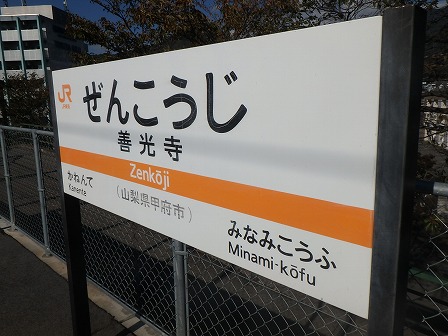 JR
ぜんこうじ
善光寺
Zenkōji
(山梨県甲府市)
かねんて
Kanente
みなみこうふ
Minami-kōfu